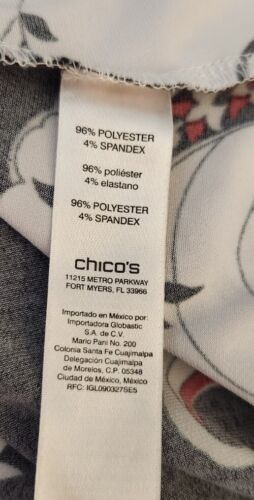 96% POLYESTER
4% SPANDEX
96% poliéster
4% elastano
96% POLYESTER
4% SPANDEX
chico's
11215 METRO PARKWAY
FORT MYERS, FL 33966
Importado en México por:
Importadora Globastic
S.A. de C.V.
Mario Pani No. 200
Colonia Santa Fe Cuajimalpa
Delegación Cuajimalpa
de Morelos, C.P. 05348
Ciudad de México, México
RFC: IGL090327SE5